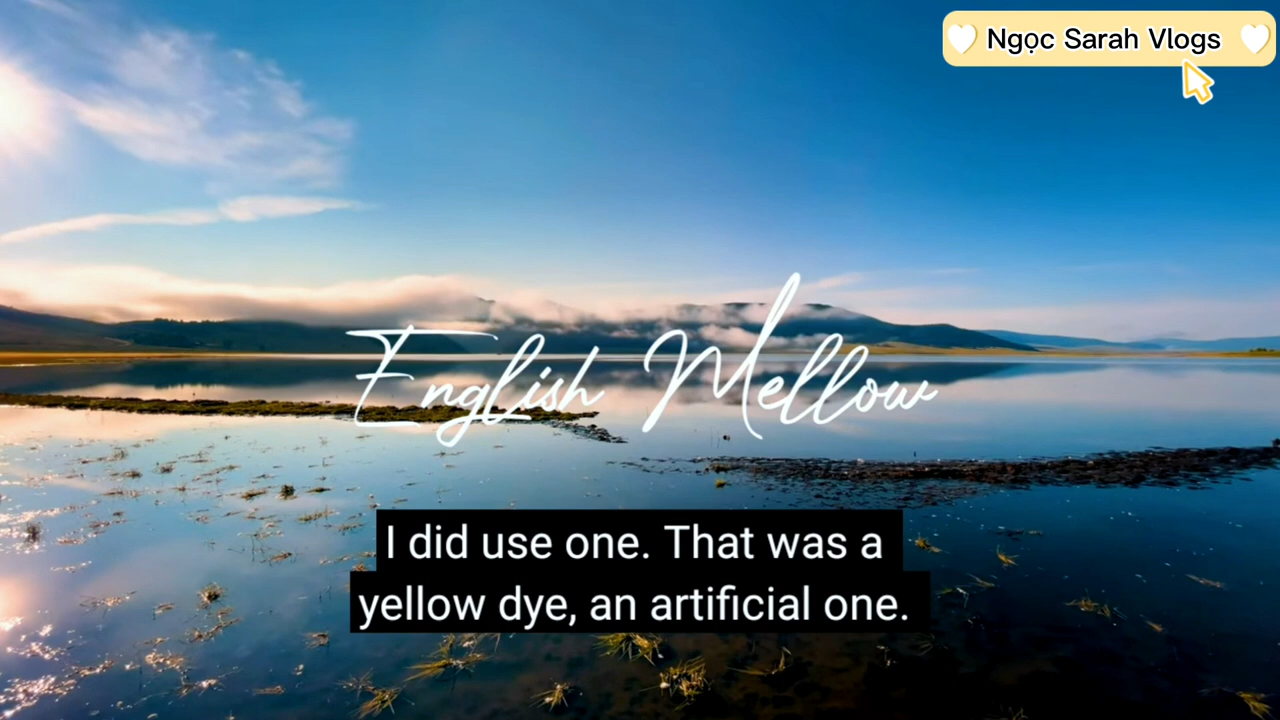 Ngọc Sarah Vlogs
English Mellow
I did use one. That was a
yellow dye, an artificial one.